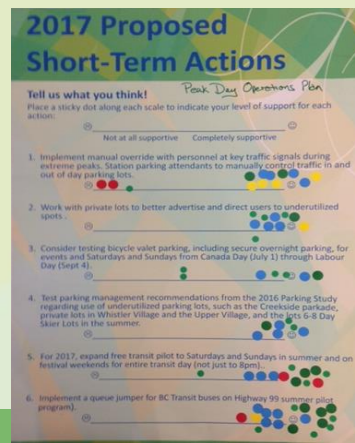 2017 Proposed
Short-Term Actions
Peak Day Operations Plan
Tell us what you think!
Place a sticky dot along each scale to indicate your level of support for each
action:
Not at all supportive Completely supportive
1. Implement manual override with personnel at key traffic signals during
extreme peaks. Station parking attendants to manually control traffic in and
out of day parking lots.
2. Work with private lots to better advertise and direct users to underutilized
spots.
3. Consider testing bicycle valet parking, including secure overnight parking, for
events and Saturdays and Sundays from Canada Day (July 1) through Labour
Day (Sept 4).
4. Test parking management recommendations from the 2016 Parking Study
regarding use of underutilized parking lots, such as the Creekside parkade,
private lots in Whistler Village and the Upper Village, and the lots 6-8 Day
Skier Lots in the summer.
5. For 2017, expand free transit pilot to Saturdays and Sundays in summer and on
festival weekends for entire transit day (not just to 8pm).
6. Implement a queue jumper for BC Transit buses on Highway 99 summer pilot
program).